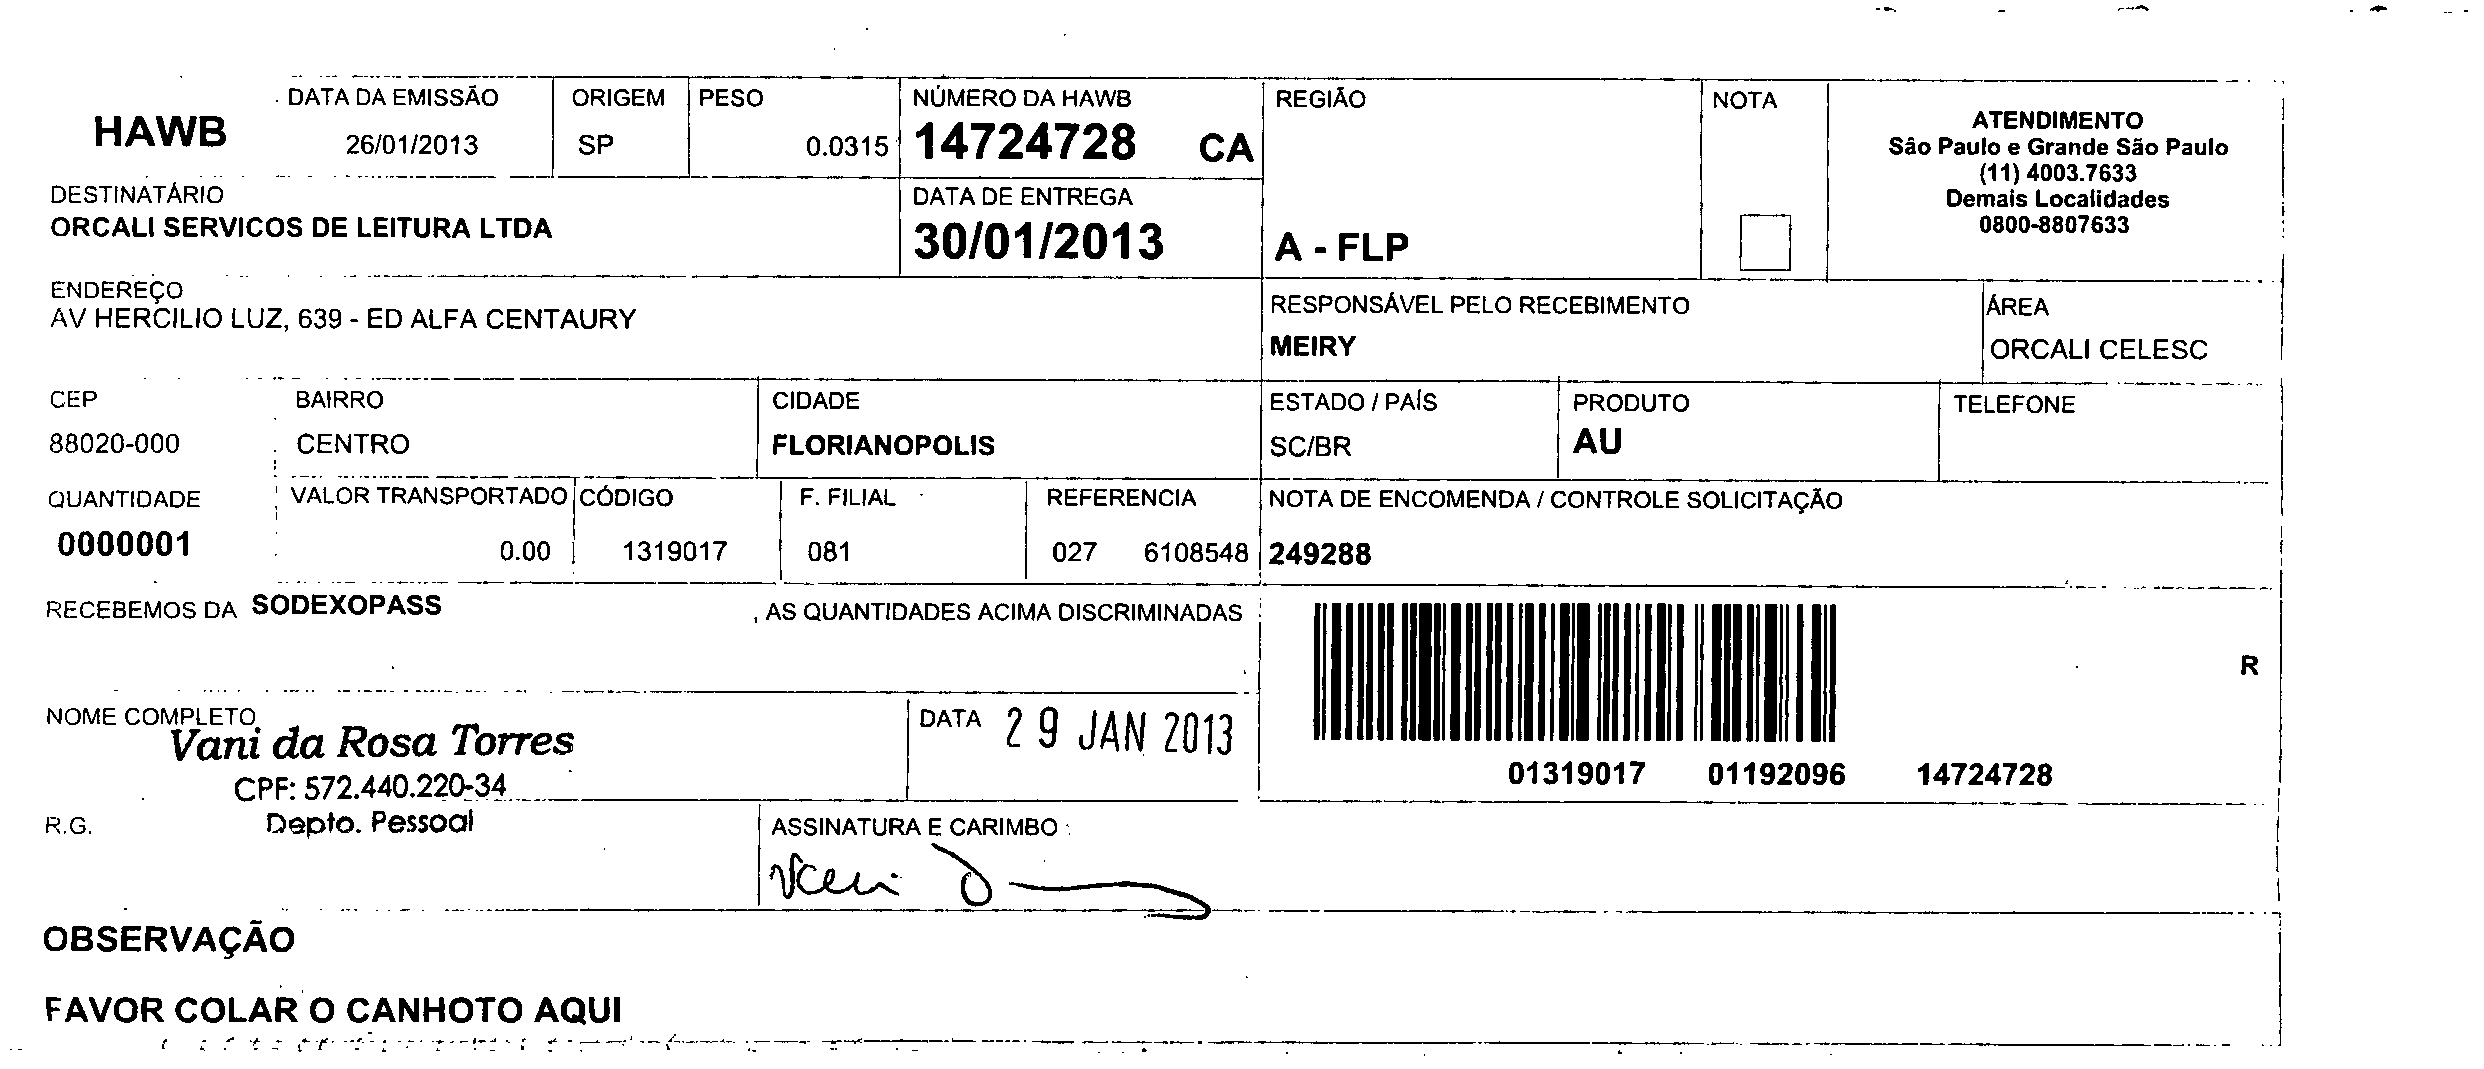 HAWB
DATA DA EMISSÃO
26/01/2013
ORIGEM
SP
PESO
0.0315
NÚMERO DA HAWB
14724728 CA
REGIÃO
A - FLP
NOTA
ATENDIMENTO
São Paulo e Grande São Paulo
(11) 4003.7633
Demais Localidades
0800-8807633
DESTINATÁRIO
ORCALI SERVICOS DE LEITURA LTDA
DATA DE ENTREGA
30/01/2013
ENDEREÇO
AV HERCILIO LUZ, 639 - ED ALFA CENTAURY
RESPONSÁVEL PELO RECEBIMENTO
MEIRY
ÁREA
ORCALI CELESC
CEP
88020-000
BAIRRO
CENTRO
CIDADE
FLORIANOPOLIS
ESTADO / PAÍS
SC/BR
PRODUTO
AU
TELEFONE
QUANTIDADE
0000001
VALOR TRANSPORTADO
0.00
CÓDIGO
1319017
F. FILIAL
081
REFERENCIA
027 6108548
NOTA DE ENCOMENDA / CONTROLE SOLICITAÇÃO
249288
RECEBEMOS DA SODEXOPASS , AS QUANTIDADES ACIMA DISCRIMINADAS
R
01319017 01192096 14724728
NOME COMPLETO
Vani da Rosa Torres
CPF: 572.440.220-34
Depto. Pessoal
DATA 29 JAN 2013
R.G.
ASSINATURA E CARIMBO
Vani
OBSERVAÇÃO
FAVOR COLAR O CANHOTO AQUI